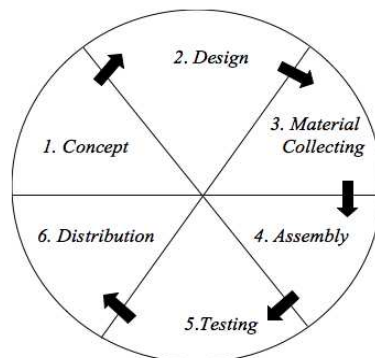 1. Concept
2. Design
3. Material
Collecting
4. Assembly
5.Testing
6. Distribution